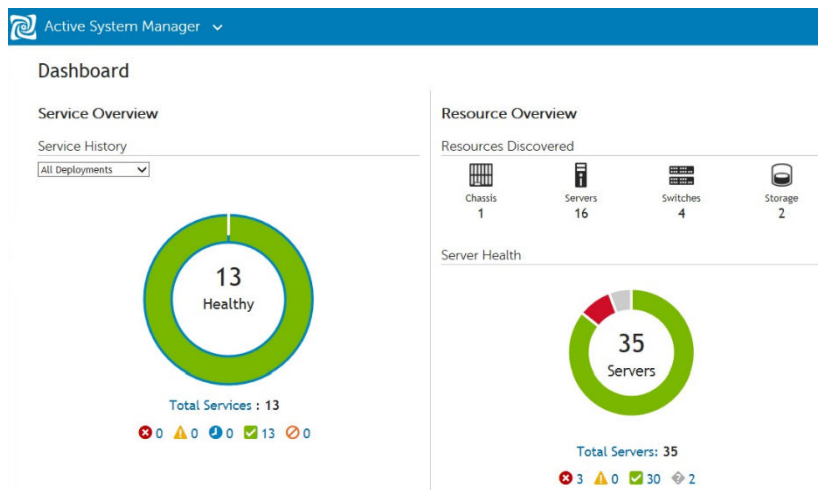 Active System Manager
Dashboard
Service Overview
Service History
All Deployments
13
Healthy
Total Services : 13
0 0 0 13 0
Resource Overview
Resources Discovered
Chassis Servers Switches Storage
1 16 4 2
Server Health
35
Servers
Total Servers: 35
3 0 30 2